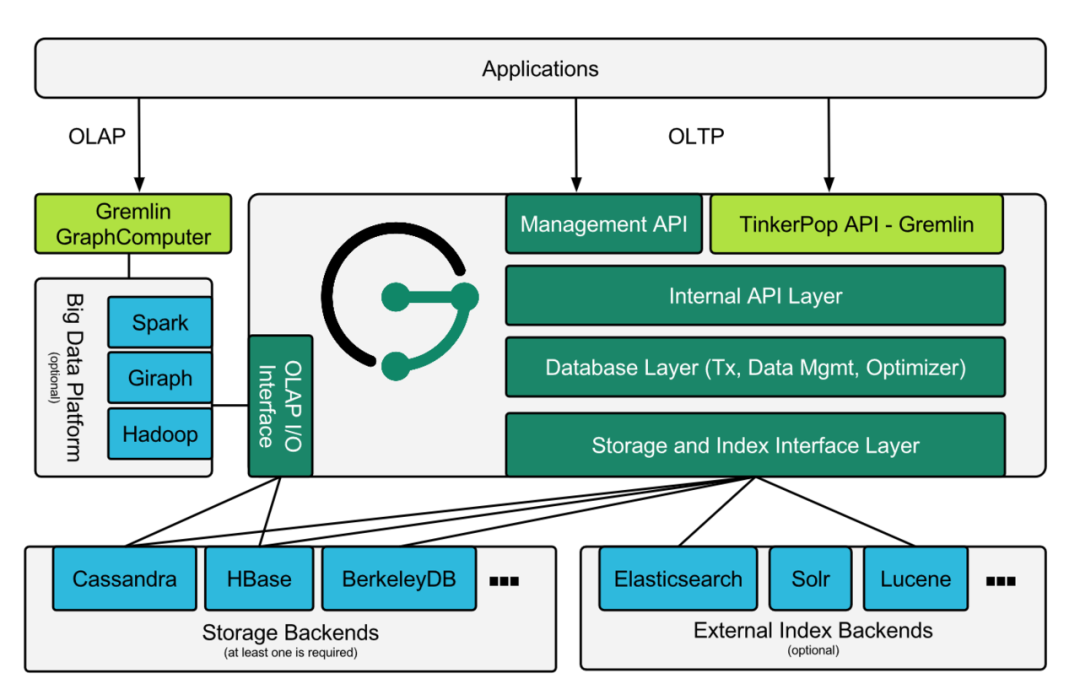 Applications
OLAP
OLTP
Gremlin
GraphComputer
Management API
TinkerPop API - Gremlin
Big Data Platform
(optional)
Spark
Giraph
Hadoop
OLAP I/O
Interface
Internal API Layer
Database Layer (Tx, Data Mgmt, Optimizer)
Storage and Index Interface Layer
Cassandra
HBase
BerkeleyDB
Storage Backends
(at least one is required)
Elasticsearch
Solr
Lucene
External Index Backends
(optional)